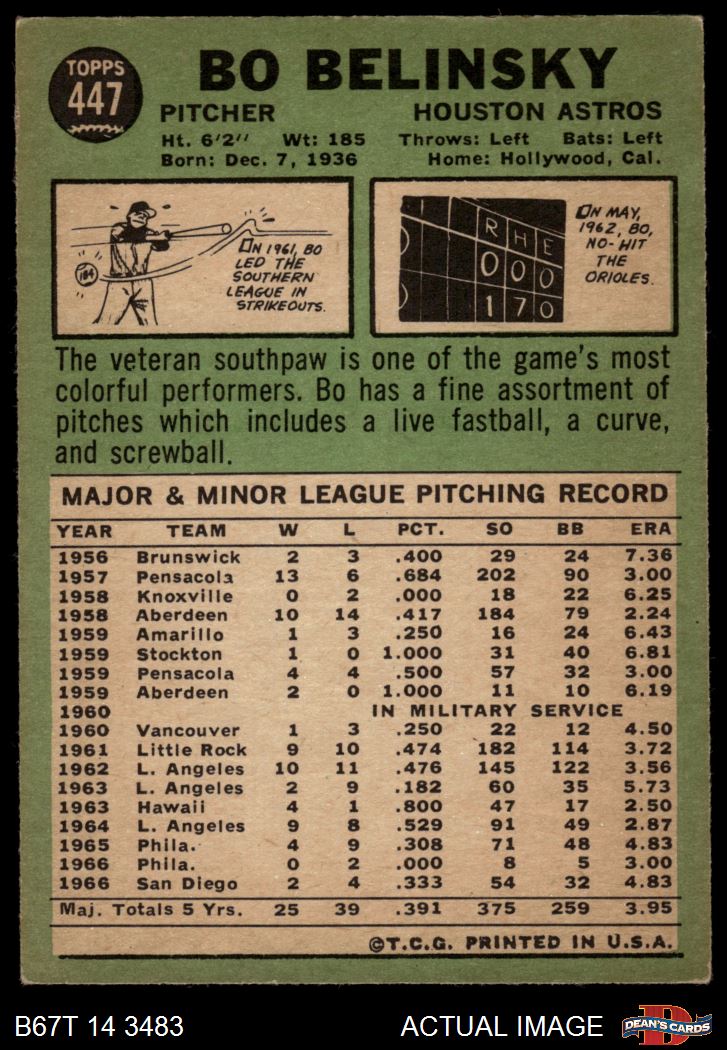 TOPPS
447
BO BELINSKY
PITCHER HOUSTON ASTROS
Ht. 6'2" Wt: 185 Throws: Left Bats: Left
Born: Dec. 7, 1936 Home: Hollywood, Cal.
184
ON 1961, BO
LED THE
SOUTHERN
LEAGUE IN
STRIKEOUTS.
1 R H E
0 0 0
1 7 0
ON MAY,
1962, BO,
NO-HIT
THE
ORIOLES.
The veteran southpaw is one of the game's most
colorful performers. Bo has a fine assortment of
pitches which includes a live fastball, a curve,
and screwball.
MAJOR & MINOR LEAGUE PITCHING RECORD
YEAR TEAM W L PCT. SO BB ERA
1956 Brunswick 2 3 .400 29 24 7.36
1957 Pensacola 13 6 .684 202 90 3.00
1958 Knoxville 0 2 .000 18 22 6.25
1958 Aberdeen 10 14 .417 184 79 2.24
1959 Amarillo 1 3 .250 16 24 6.43
1959 Stockton 1 0 1.000 31 40 6.81
1959 Pensacola 4 4 .500 57 32 3.00
1959 Aberdeen 2 0 1.000 11 10 6.19
1960 IN MILITARY SERVICE
1960 Vancouver 1 3 .250 22 12 4.50
1961 Little Rock 9 10 .474 182 114 3.72
1962 L. Angeles 10 11 .476 145 122 3.56
1963 L. Angeles 2 9 .182 60 35 5.73
1963 Hawaii 4 1 .800 47 17 2.50
1964 L. Angeles 9 8 .529 91 49 2.87
1965 Phila. 4 9 .308 71 48 4.83
1966 Phila. 0 2 .000 8 5 3.00
1966 San Diego 2 4 .333 54 32 4.83
Maj. Totals 5 Yrs. 25 39 .391 375 259 3.95
©T.C.G. PRINTED IN U.S.A.
B67T 14 3483 ACTUAL IMAGE
D
DEAN'S CARDS